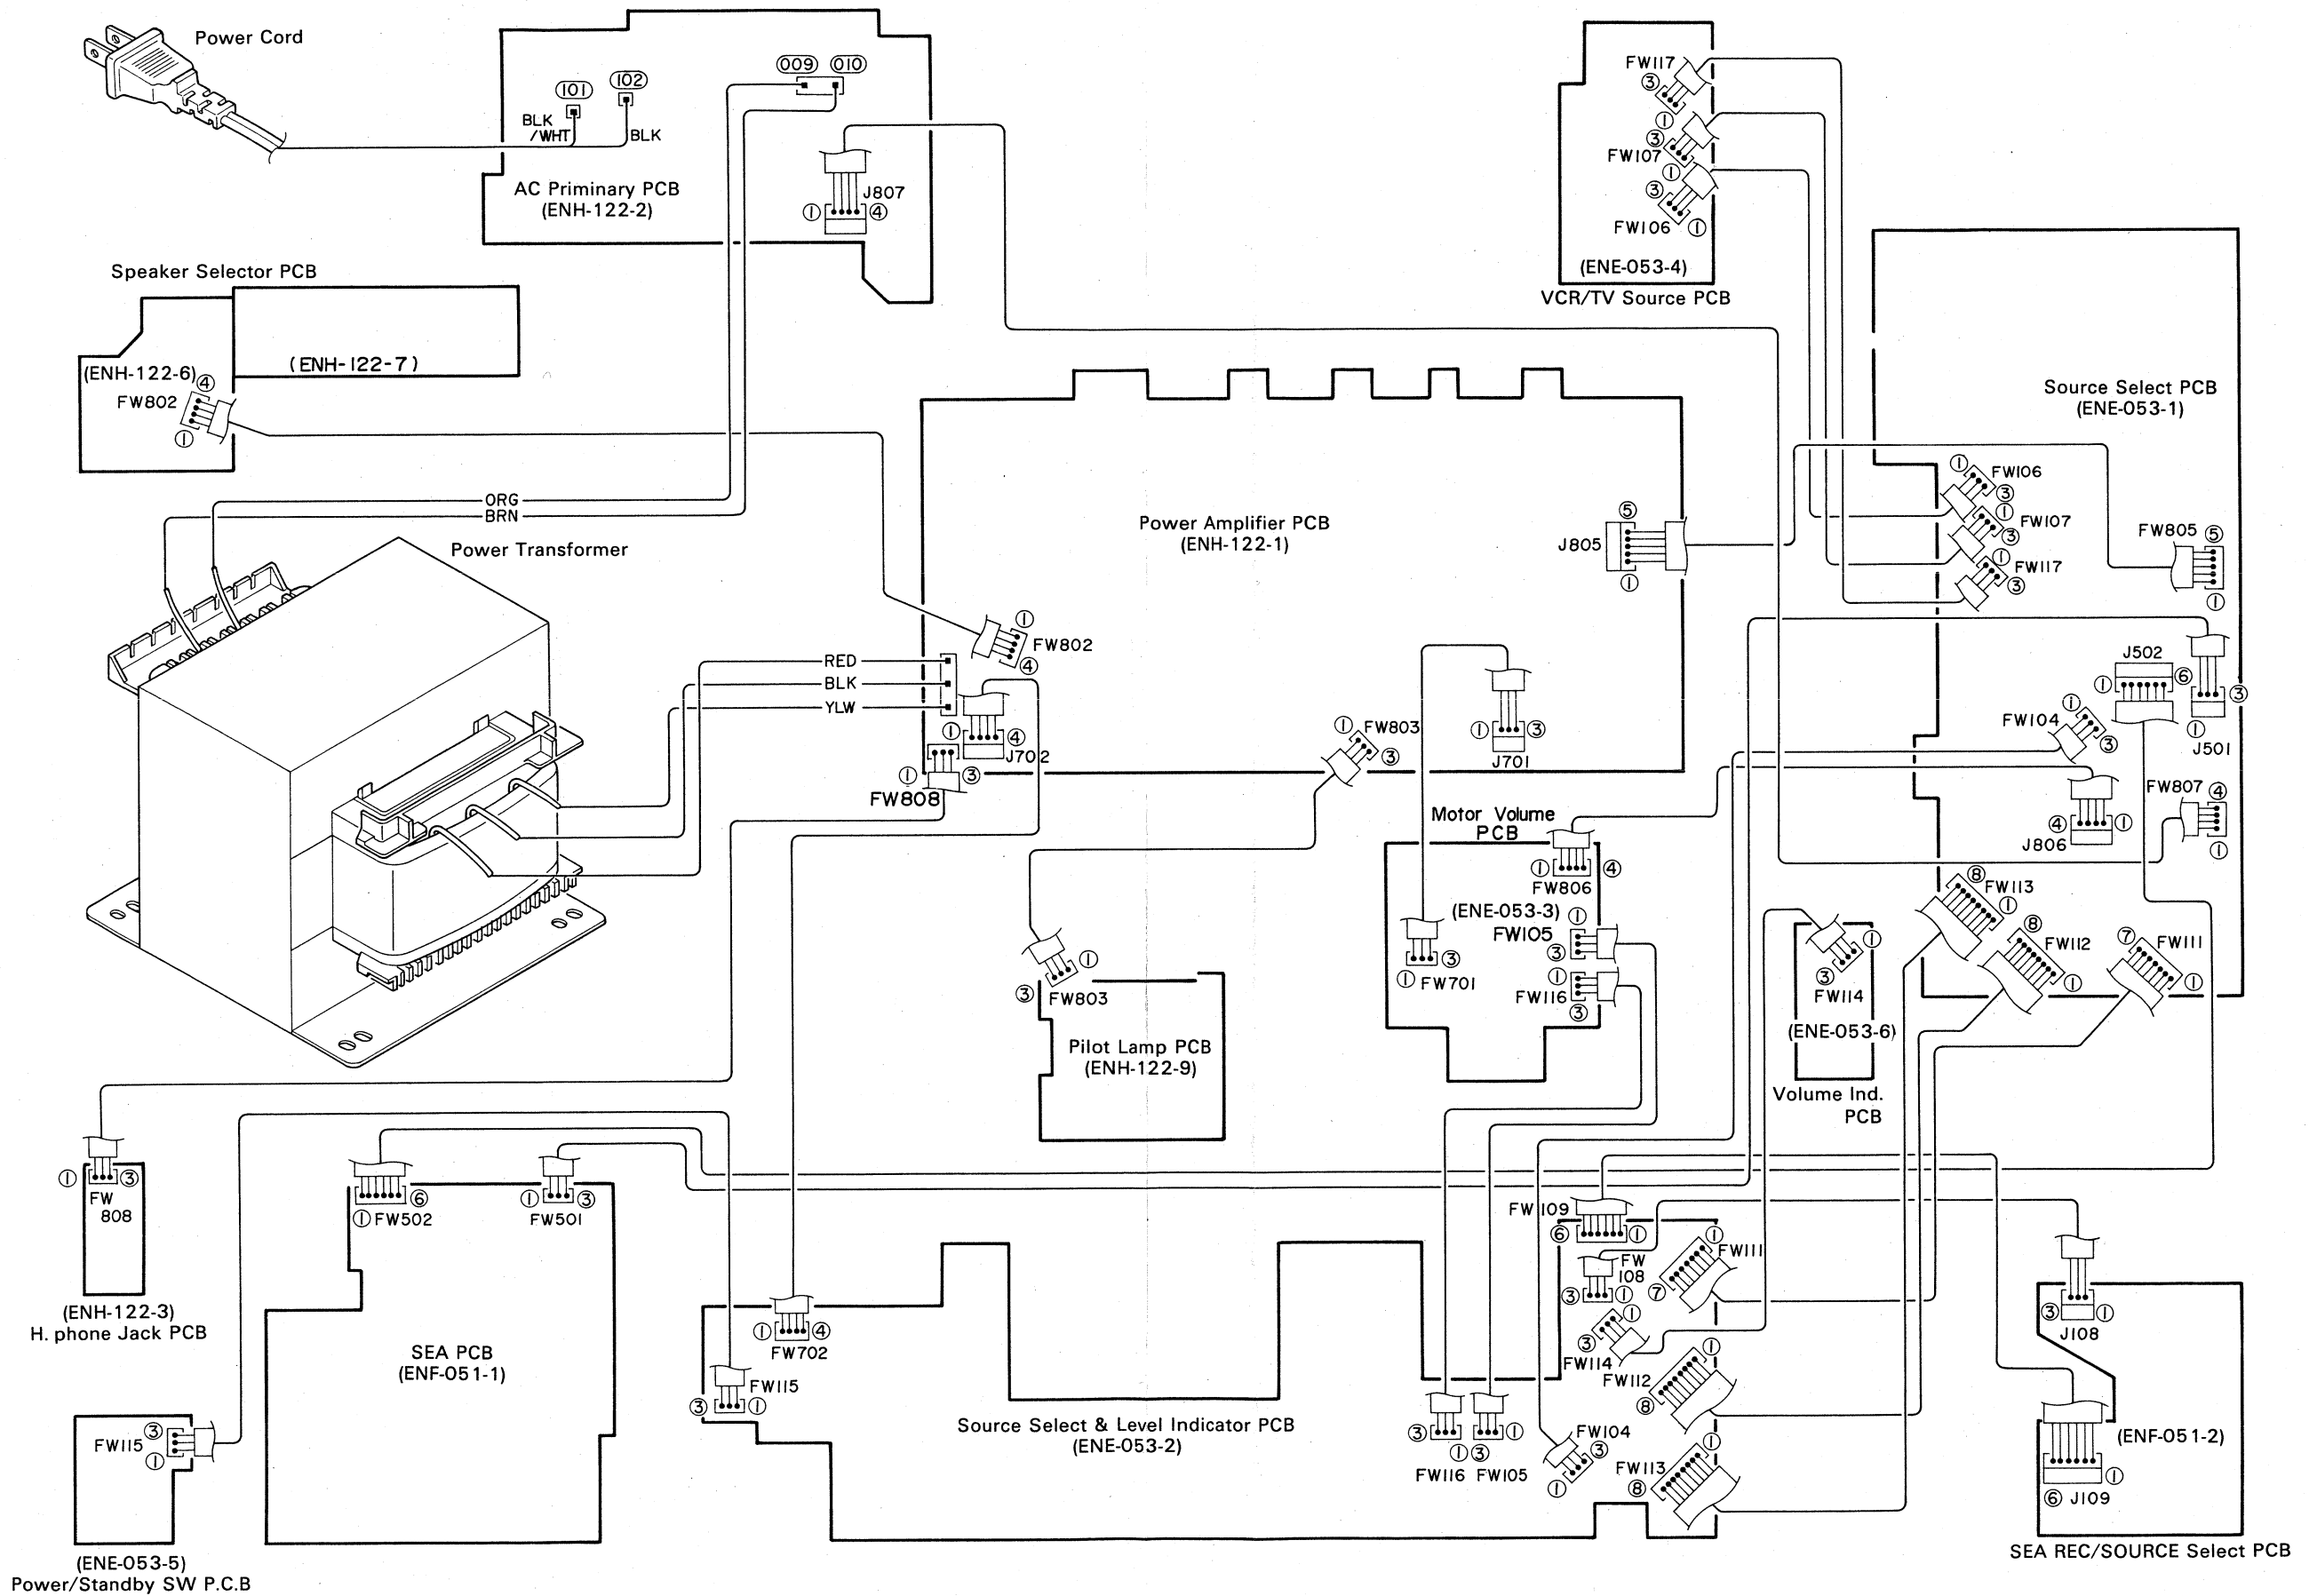 Power Cord
101
102
009 010
BLK
/WHT
BLK
AC Priminary PCB
(ENH-122-2)
J807
① ④
FW117
③
①
③
FW107
①
③
FW106 ①
(ENE-053-4)
VCR/TV Source PCB
Speaker Selector PCB
(ENH-122-7)
(ENH-122-6)
④
FW802
①
Source Select PCB
(ENE-053-1)
① FW106
③
① FW107
③
① FW117
③
FW805
⑤
①
ORG
BRN
Power Transformer
Power Amplifier PCB
(ENH-122-1)
⑤
J805
①
①
FW802
④
RED
BLK
YLW
① ④
J702
① ③
FW808
① FW803
③
① ③
J701
J502
① ⑥
③
①
J501
FW104 ①
③
FW807
④
①
④ ①
J806
Motor Volume
PCB
① ④
FW806
(ENE-053-3)
①
FW105
③
①
FW116
③
③
① FW701
①
③ FW803
Pilot Lamp PCB
(ENH-122-9)
①
③
FW114
(ENE-053-6)
Volume Ind.
PCB
⑧
FW113
①
⑧
FW112
①
⑦ FW111
①
① ③
FW
808
(ENH-122-3)
H. phone Jack PCB
⑥
① FW502
① ③
FW501
SEA PCB
(ENF-051-1)
③
FW115
①
(ENE-053-5)
Power/Standby SW P.C.B
① ④
FW702
FW115
③ ①
Source Select & Level Indicator PCB
(ENE-053-2)
FW109
⑥ ①
FW
108
③ ①
①
FW111
⑦
①
③
FW114
①
FW112
⑧
③ ① ③ ①
FW116 FW105
FW104
③
①
①
FW113
⑧
③ ①
J108
(ENF-051-2)
①
⑥ J109
SEA REC/SOURCE Select PCB